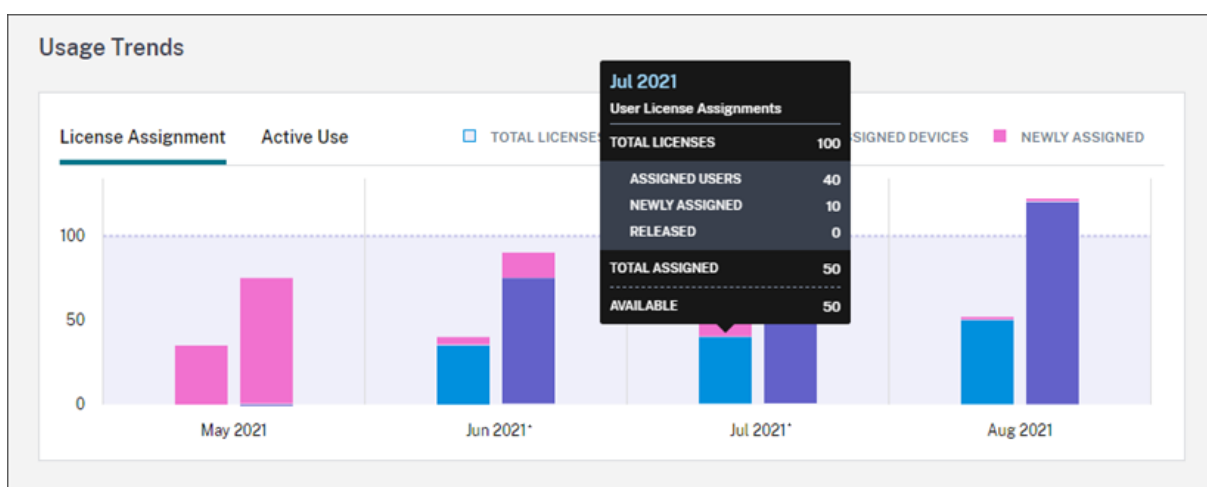 Usage Trends
Jul 2021
User License Assignments
License Assignment Active Use TOTAL LICENSES NEWLY ASSIGNED
TOTAL LICENSES 100
DEVICES
ASSIGNED USERS 40
NEWLY ASSIGNED 10
RELEASED 0
TOTAL ASSIGNED 50
AVAILABLE 50
100
50
0
May 2021 Jun 2021* Jul 2021* Aug 2021